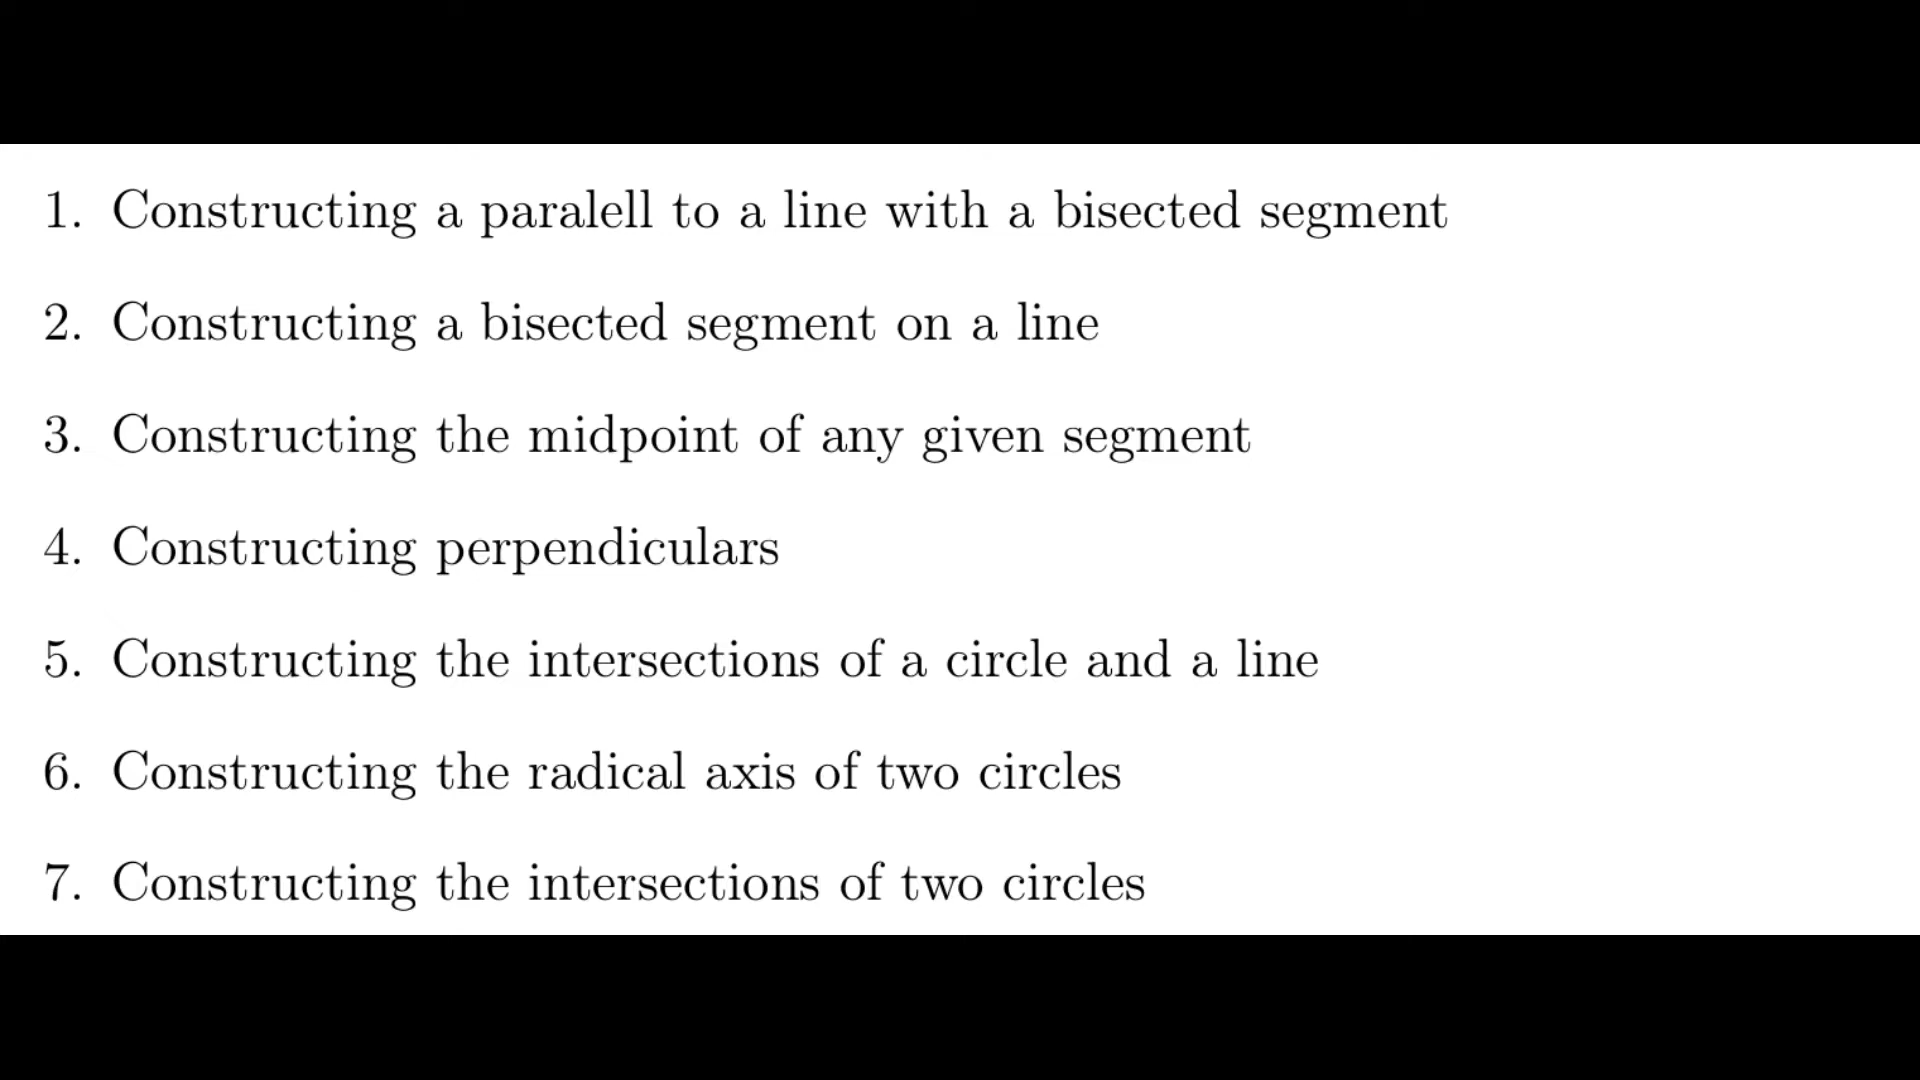 1. Constructing a paralell to a line with a bisected segment
2. Constructing a bisected segment on a line
3. Constructing the midpoint of any given segment
4. Constructing perpendiculars
5. Constructing the intersections of a circle and a line
6. Constructing the radical axis of two circles
7. Constructing the intersections of two circles